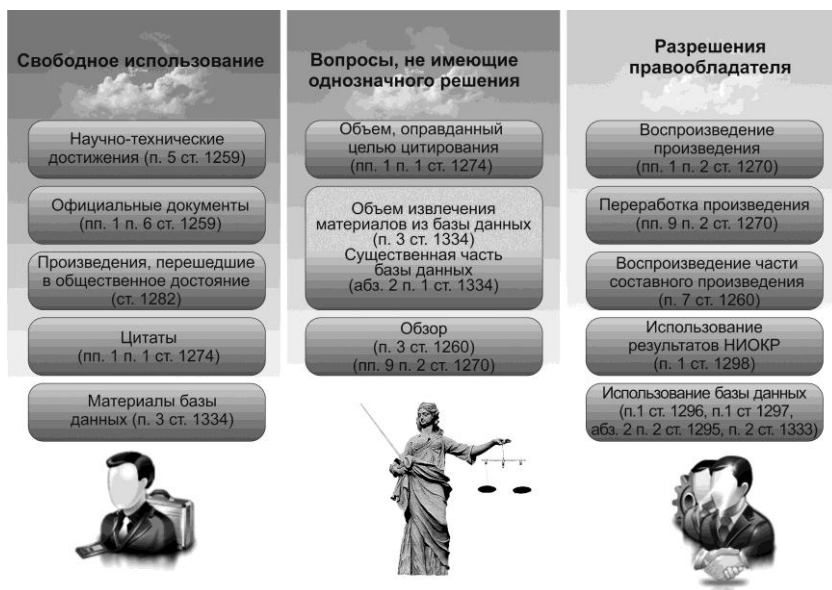 Свободное использование
Научно-технические
достижения (п. 5 ст. 1259)
Официальные документы
(пп. 1 п. 6 ст. 1259)
Произведения, перешедшие
в общественное достояние
(ст. 1282)
Цитаты
(пп. 1 п. 1 ст. 1274)
Материалы базы
данных (п. 3 ст. 1334)
Вопросы, не имеющие
однозначного решения
Объем, оправданный
целью цитирования
(пп. 1 п. 1 ст. 1274)
Объем извлечения
материалов из базы данных
(п. 3 ст. 1334)
Существенная часть
базы данных
(абз. 2 п. 1 ст. 1334)
Обзор
(п. 3 ст. 1260)
(пп. 9 п. 2 ст. 1270)
Разрешения
правообладателя
Воспроизведение
произведения
(пп. 1 п. 2 ст. 1270)
Переработка произведения
(пп. 9 п. 2 ст. 1270)
Воспроизведение части
составного произведения
(п. 7 ст. 1260)
Использование
результатов НИОКР
(п. 1 ст. 1298)
Использование базы данных
(п.1 ст. 1296, п.1 ст 1297,
абз. 2 п. 2 ст. 1295, п. 2 ст. 1333)